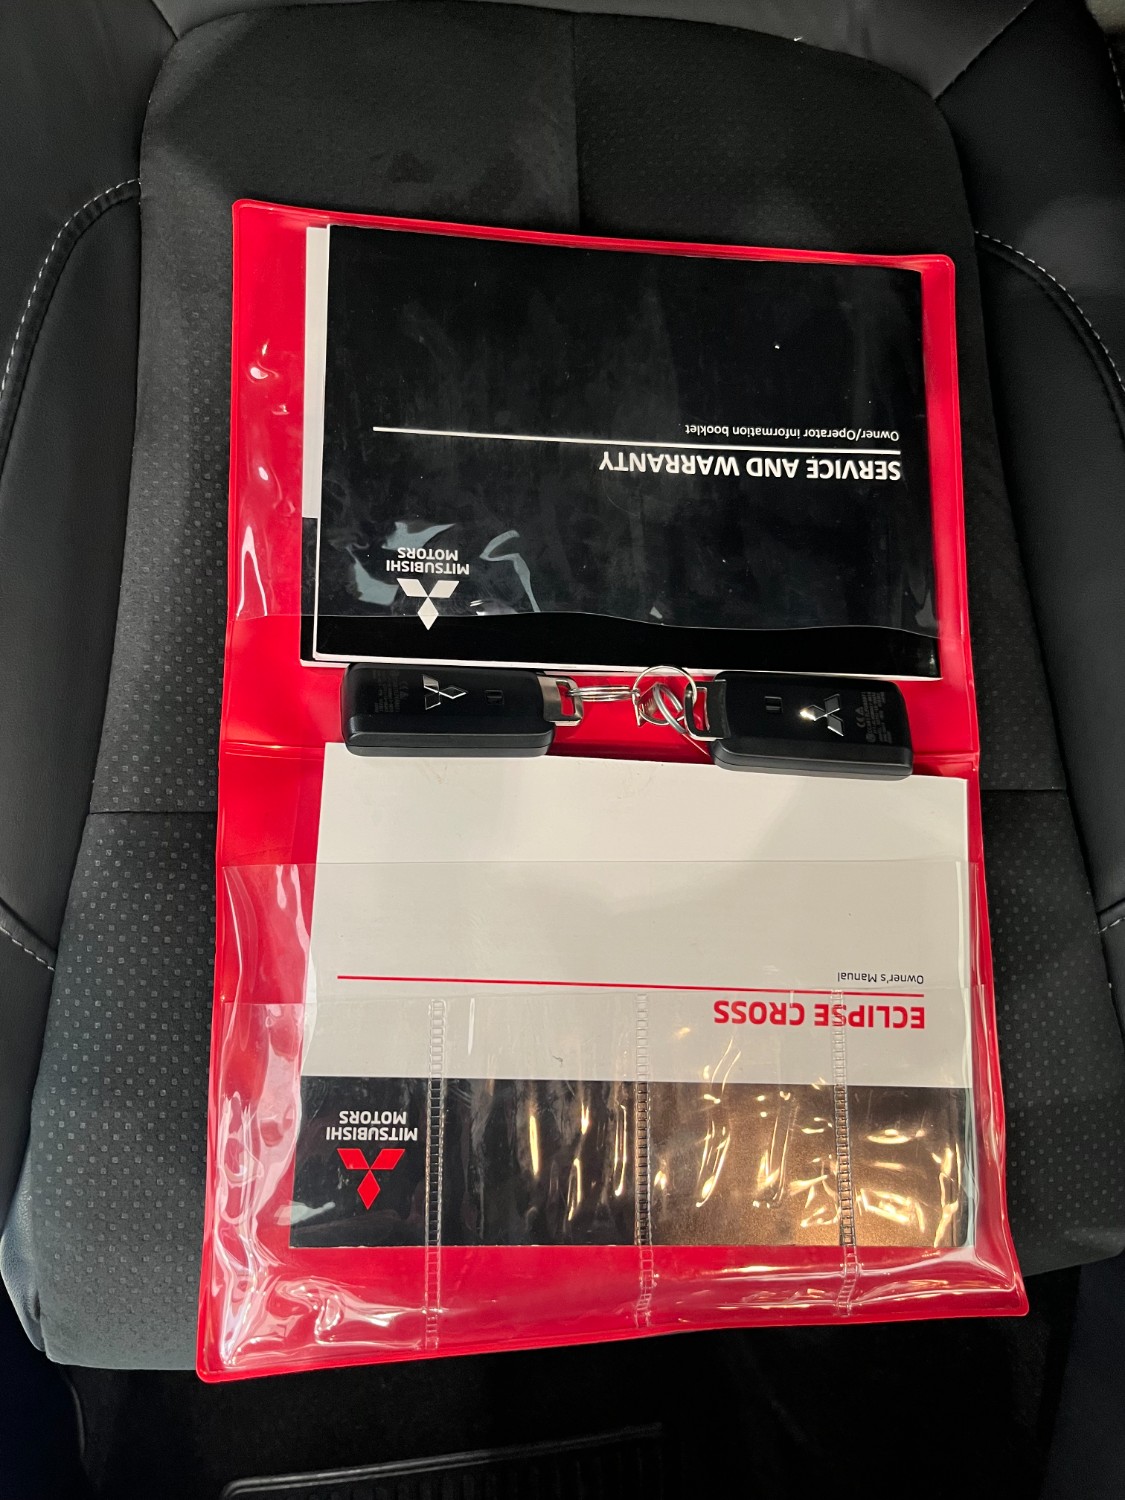 MITSUBISHI
MOTORS
ECLIPSE CROSS
Owner's Manual
MITSUBISHI
MOTORS
SERVICE AND WARRANTY
Owner/Operator information booklet